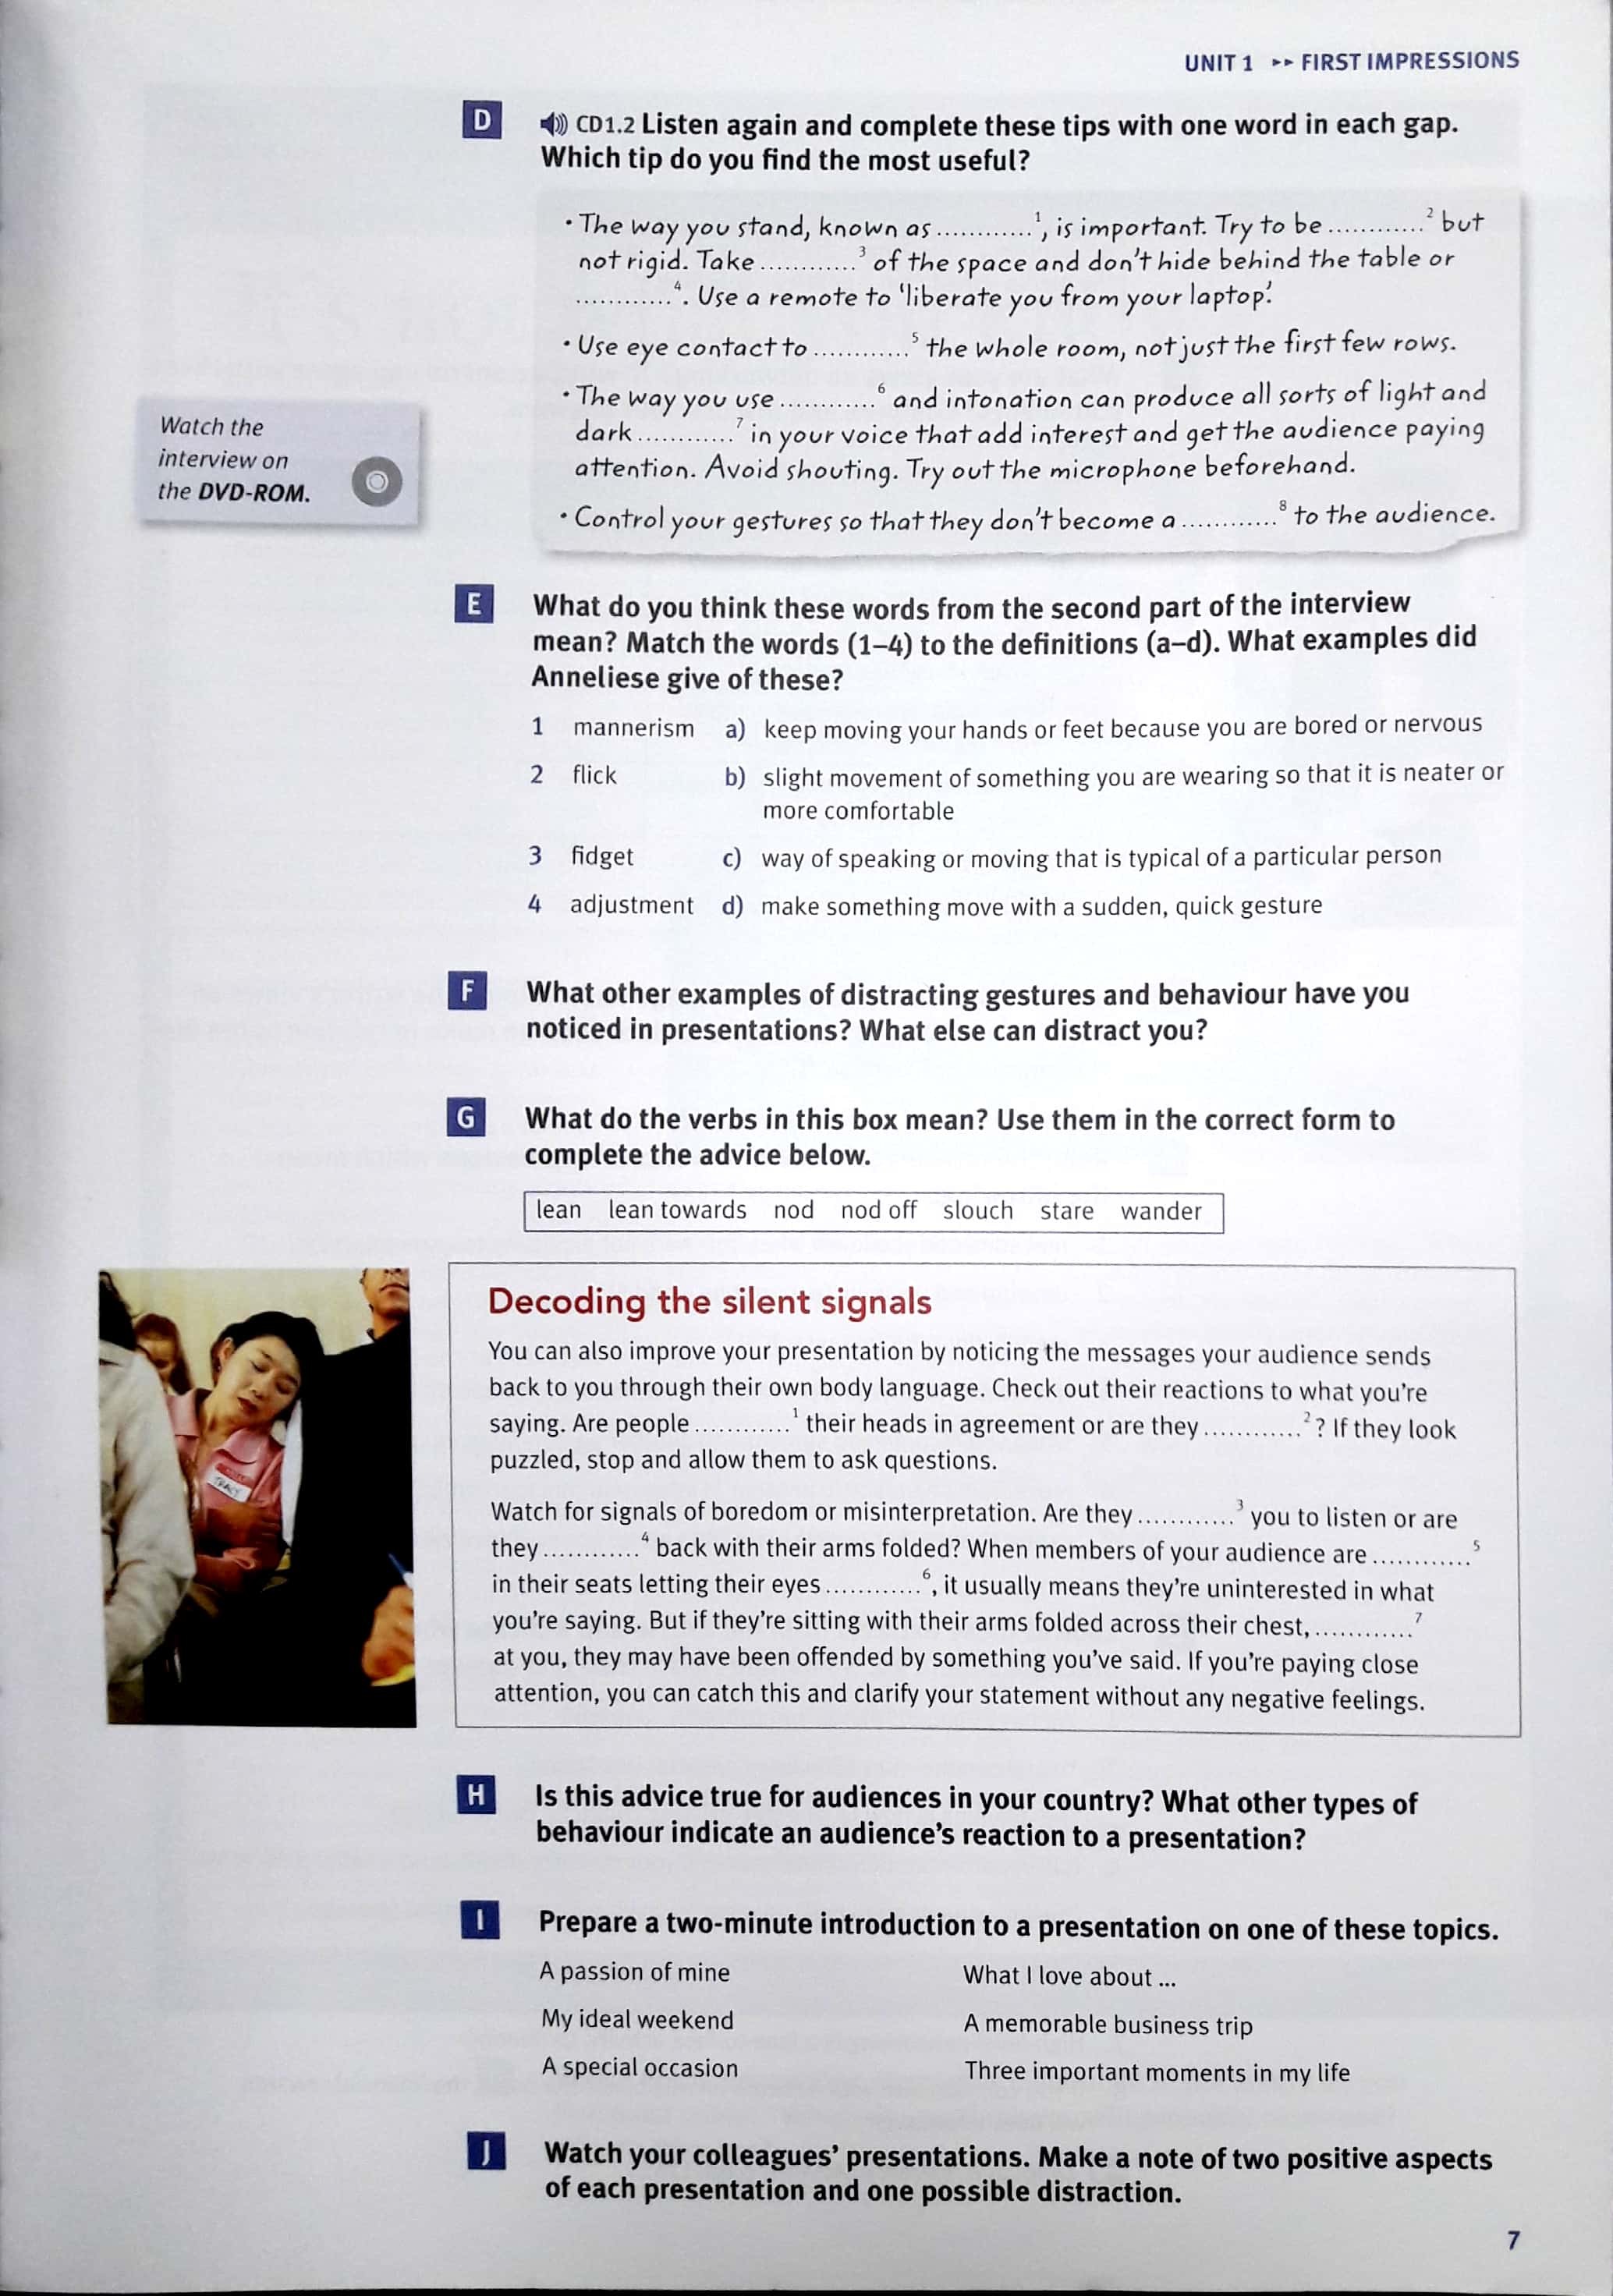 UNIT 1 ▸▸ FIRST IMPRESSIONS
D
CD1.2 Listen again and complete these tips with one word in each gap.
Which tip do you find the most useful?
• The way you stand, known as ............¹, is important. Try to be ............² but
not rigid. Take ............³ of the space and don't hide behind the table or
............⁴. Use a remote to 'liberate you from your laptop'.
• Use eye contact to ............⁵ the whole room, not just the first few rows.
• The way you use ............⁶ and intonation can produce all sorts of light and
dark ............⁷ in your voice that add interest and get the audience paying
attention. Avoid shouting. Try out the microphone beforehand.
• Control your gestures so that they don't become a ............⁸ to the audience.
Watch the
interview on
the DVD-ROM.
E
What do you think these words from the second part of the interview
mean? Match the words (1–4) to the definitions (a–d). What examples did
Anneliese give of these?
1 mannerism a) keep moving your hands or feet because you are bored or nervous
2 flick b) slight movement of something you are wearing so that it is neater or
more comfortable
3 fidget c) way of speaking or moving that is typical of a particular person
4 adjustment d) make something move with a sudden, quick gesture
F
What other examples of distracting gestures and behaviour have you
noticed in presentations? What else can distract you?
G
What do the verbs in this box mean? Use them in the correct form to
complete the advice below.
lean lean towards nod nod off slouch stare wander
Decoding the silent signals
You can also improve your presentation by noticing the messages your audience sends
back to you through their own body language. Check out their reactions to what you're
saying. Are people ............¹ their heads in agreement or are they ............²? If they look
puzzled, stop and allow them to ask questions.
Watch for signals of boredom or misinterpretation. Are they ............³ you to listen or are
they ............⁴ back with their arms folded? When members of your audience are ............⁵
in their seats letting their eyes ............⁶, it usually means they're uninterested in what
you're saying. But if they're sitting with their arms folded across their chest, ............⁷
at you, they may have been offended by something you've said. If you're paying close
attention, you can catch this and clarify your statement without any negative feelings.
TRACY
H
Is this advice true for audiences in your country? What other types of
behaviour indicate an audience's reaction to a presentation?
I
Prepare a two-minute introduction to a presentation on one of these topics.
A passion of mine What I love about ...
My ideal weekend A memorable business trip
A special occasion Three important moments in my life
J
Watch your colleagues' presentations. Make a note of two positive aspects
of each presentation and one possible distraction.
7